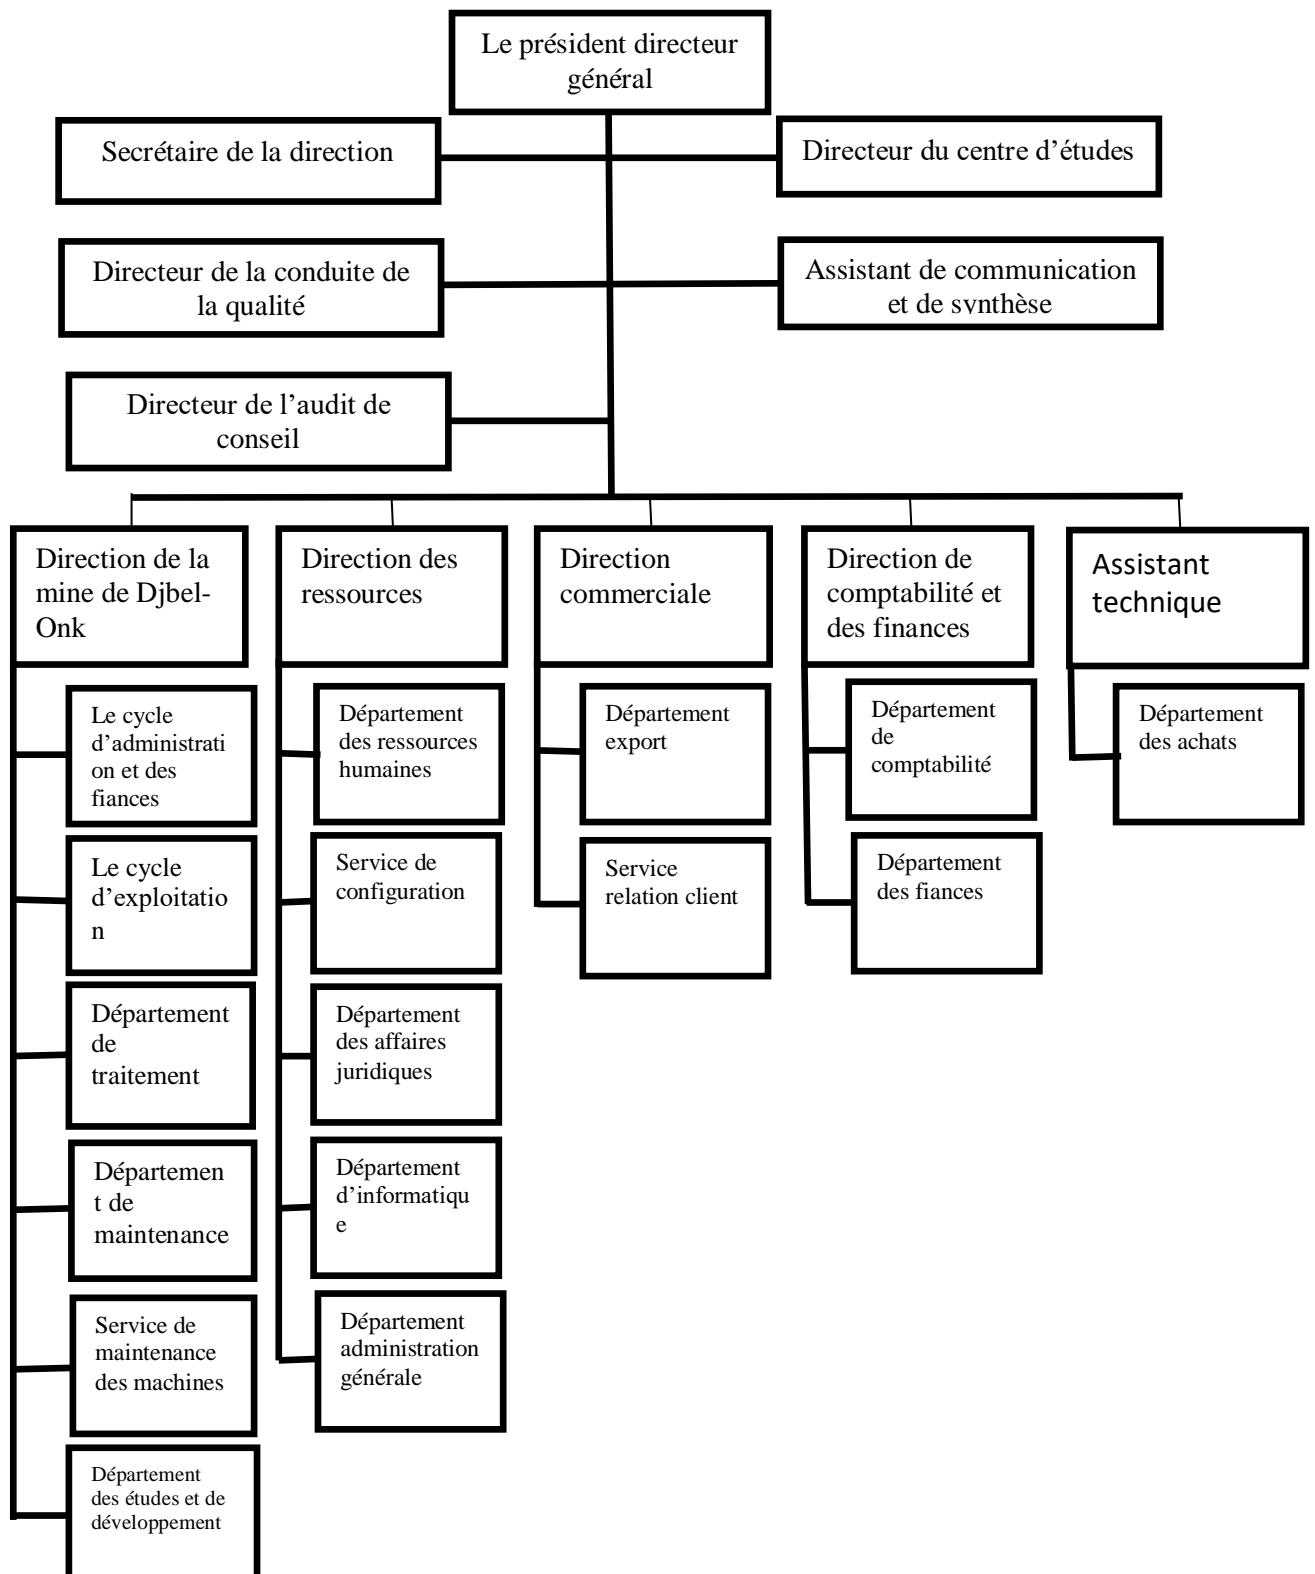 Le président directeur
général
Secrétaire de la direction
Directeur du centre d’études
Directeur de la conduite de
la qualité
Assistant de communication
et de synthèse
Directeur de l’audit de
conseil
Direction de la
mine de Djbel-
Onk
Direction des
ressources
Direction
commerciale
Direction de
comptabilité et
des finances
Assistant
technique
Le cycle
d’administrati
on et des
fiances
Le cycle
d’exploitatio
n
Département
de
traitement
Départemen
t de
maintenance
Service de
maintenance
des machines
Département
des études et de
développement
Département
des ressources
humaines
Service de
configuration
Département
des affaires
juridiques
Département
d’informatiqu
e
Département
administration
générale
Département
export
Service
relation client
Département
de
comptabilité
Département
des fiances
Département
des achats